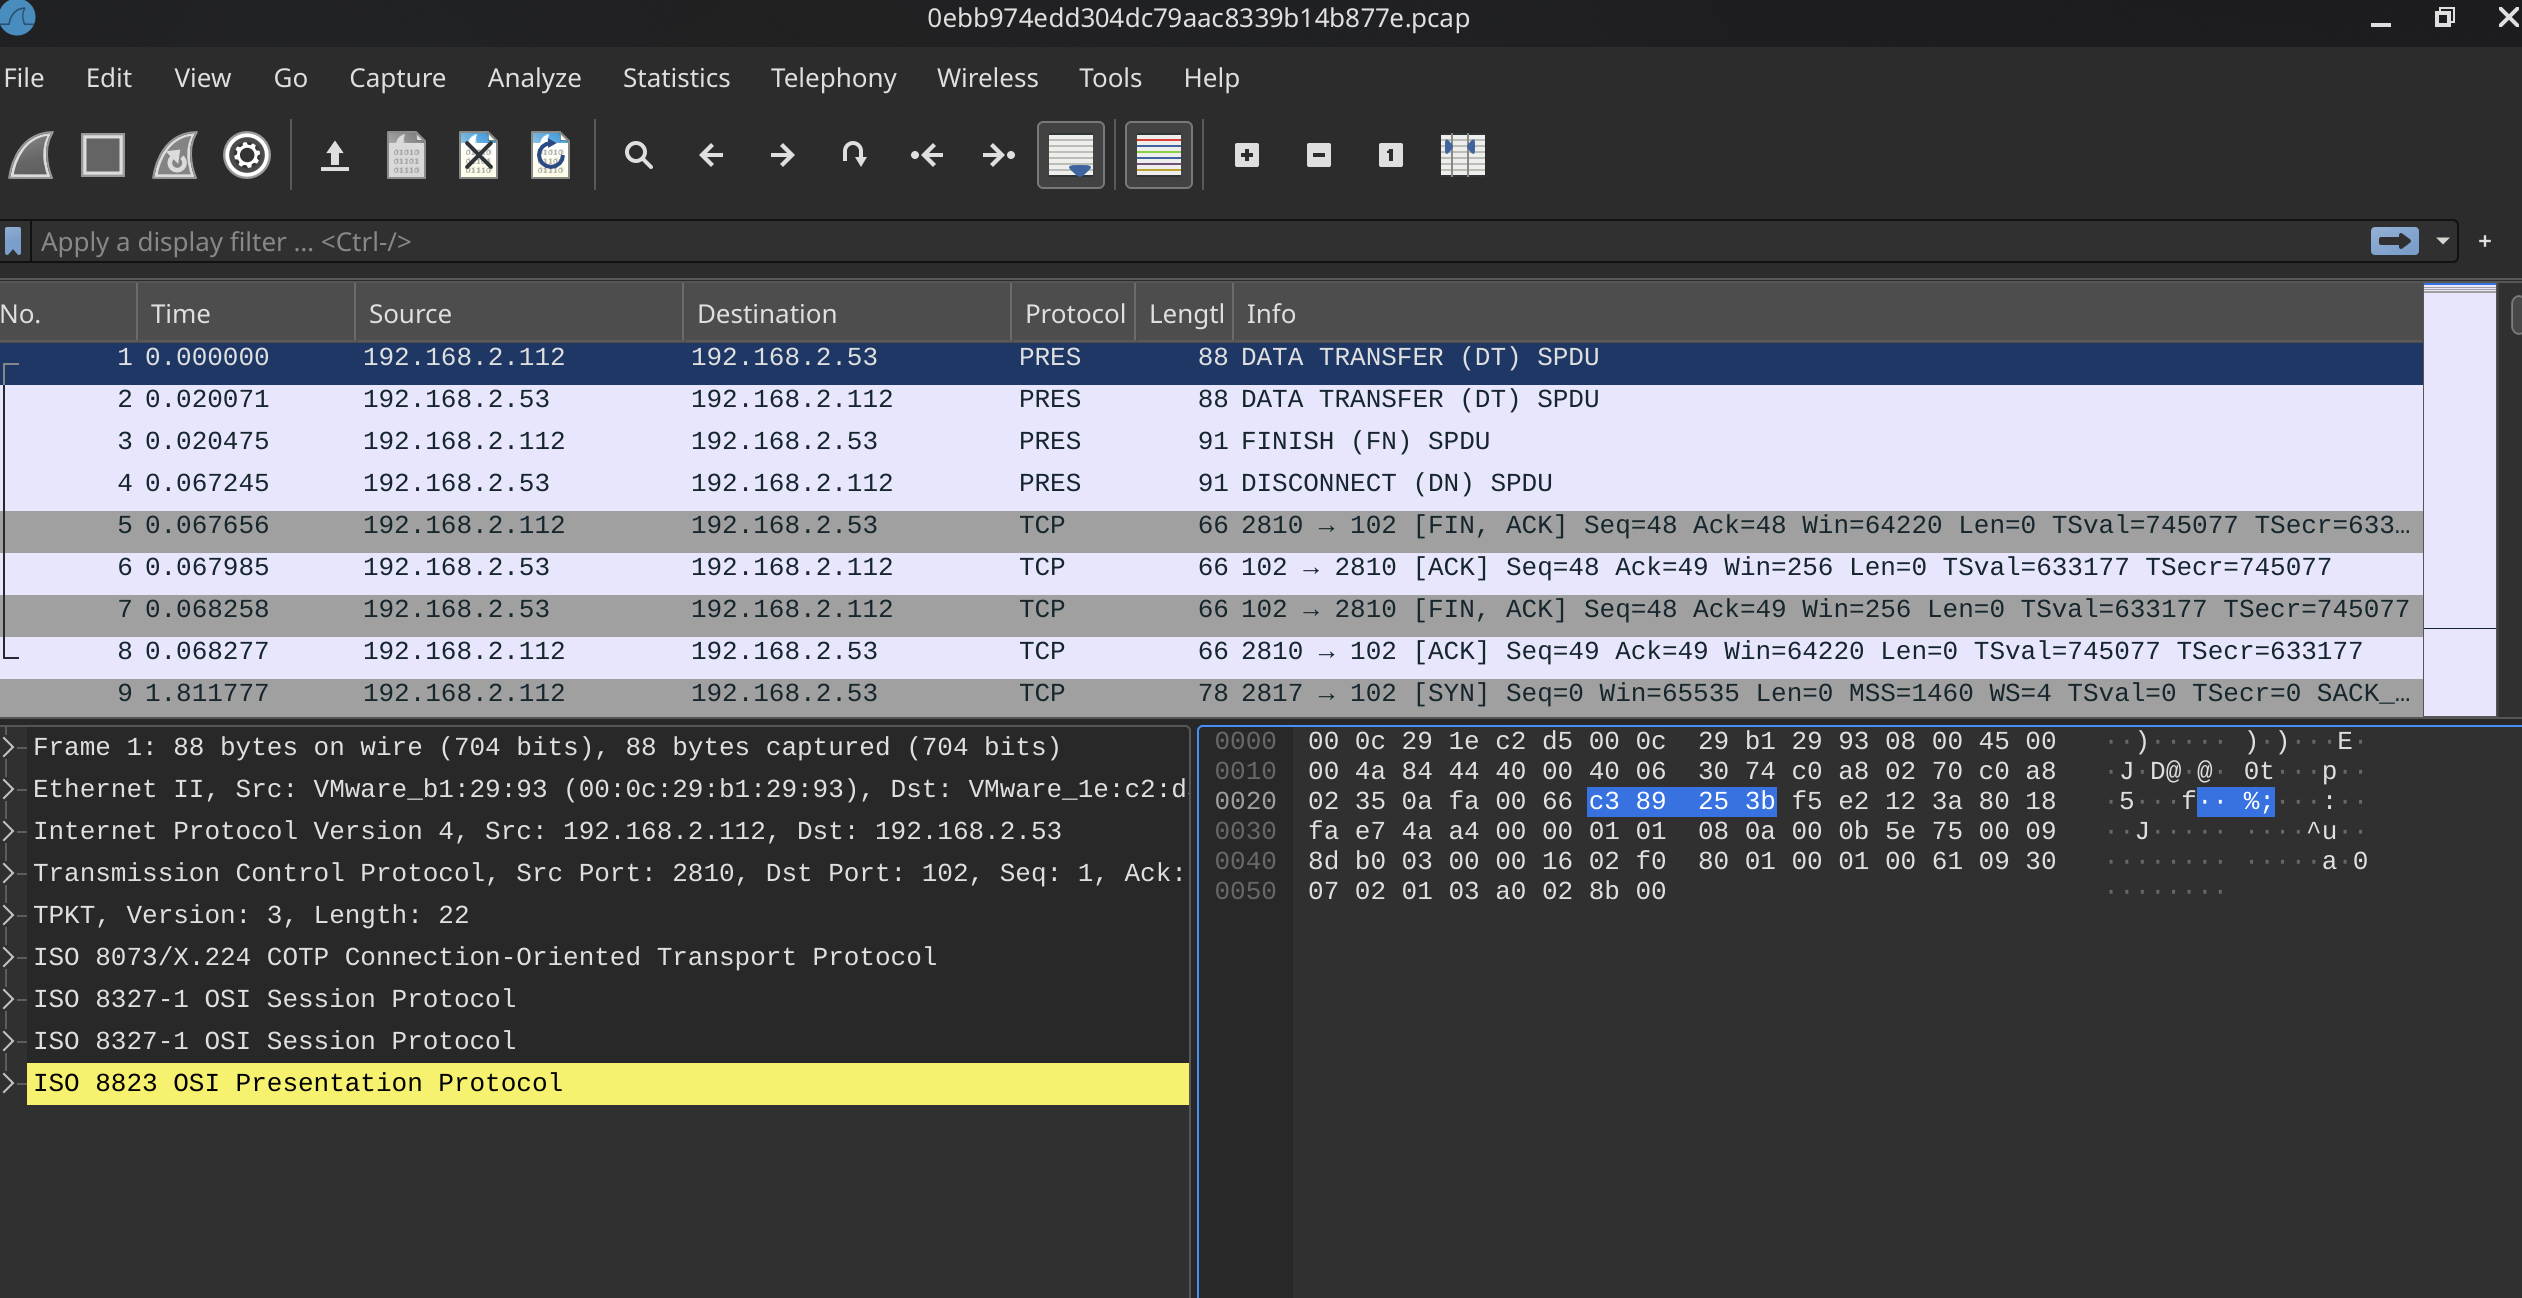 0ebb974edd304dc79aac8339b14b877e.pcap
File Edit View Go Capture Analyze Statistics Telephony Wireless Tools Help
Apply a display filter ... <Ctrl-/>
No. Time Source Destination Protocol Lengtl Info
1 0.000000 192.168.2.112 192.168.2.53 PRES 88 DATA TRANSFER (DT) SPDU
2 0.020071 192.168.2.53 192.168.2.112 PRES 88 DATA TRANSFER (DT) SPDU
3 0.020475 192.168.2.112 192.168.2.53 PRES 91 FINISH (FN) SPDU
4 0.067245 192.168.2.53 192.168.2.112 PRES 91 DISCONNECT (DN) SPDU
5 0.067656 192.168.2.112 192.168.2.53 TCP 66 2810 → 102 [FIN, ACK] Seq=48 Ack=48 Win=64220 Len=0 TSval=745077 TSecr=633…
6 0.067985 192.168.2.53 192.168.2.112 TCP 66 102 → 2810 [ACK] Seq=48 Ack=49 Win=256 Len=0 TSval=633177 TSecr=745077
7 0.068258 192.168.2.53 192.168.2.112 TCP 66 102 → 2810 [FIN, ACK] Seq=48 Ack=49 Win=256 Len=0 TSval=633177 TSecr=745077
8 0.068277 192.168.2.112 192.168.2.53 TCP 66 2810 → 102 [ACK] Seq=49 Ack=49 Win=64220 Len=0 TSval=745077 TSecr=633177
9 1.811777 192.168.2.112 192.168.2.53 TCP 78 2817 → 102 [SYN] Seq=0 Win=65535 Len=0 MSS=1460 WS=4 TSval=0 TSecr=0 SACK_…
Frame 1: 88 bytes on wire (704 bits), 88 bytes captured (704 bits)
Ethernet II, Src: VMware_b1:29:93 (00:0c:29:b1:29:93), Dst: VMware_1e:c2:d
Internet Protocol Version 4, Src: 192.168.2.112, Dst: 192.168.2.53
Transmission Control Protocol, Src Port: 2810, Dst Port: 102, Seq: 1, Ack:
TPKT, Version: 3, Length: 22
ISO 8073/X.224 COTP Connection-Oriented Transport Protocol
ISO 8327-1 OSI Session Protocol
ISO 8327-1 OSI Session Protocol
ISO 8823 OSI Presentation Protocol
0000 00 0c 29 1e c2 d5 00 0c 29 b1 29 93 08 00 45 00 ··)····· )·)···E·
0010 00 4a 84 44 40 00 40 06 30 74 c0 a8 02 70 c0 a8 ·J·D@·@· 0t···p··
0020 02 35 0a fa 00 66 c3 89 25 3b f5 e2 12 3a 80 18 ·5···f·· %;···:··
0030 fa e7 4a a4 00 00 01 01 08 0a 00 0b 5e 75 00 09 ··J····· ····^u··
0040 8d b0 03 00 00 16 02 f0 80 01 00 01 00 61 09 30 ········ ·····a·0
0050 07 02 01 03 a0 02 8b 00 ········